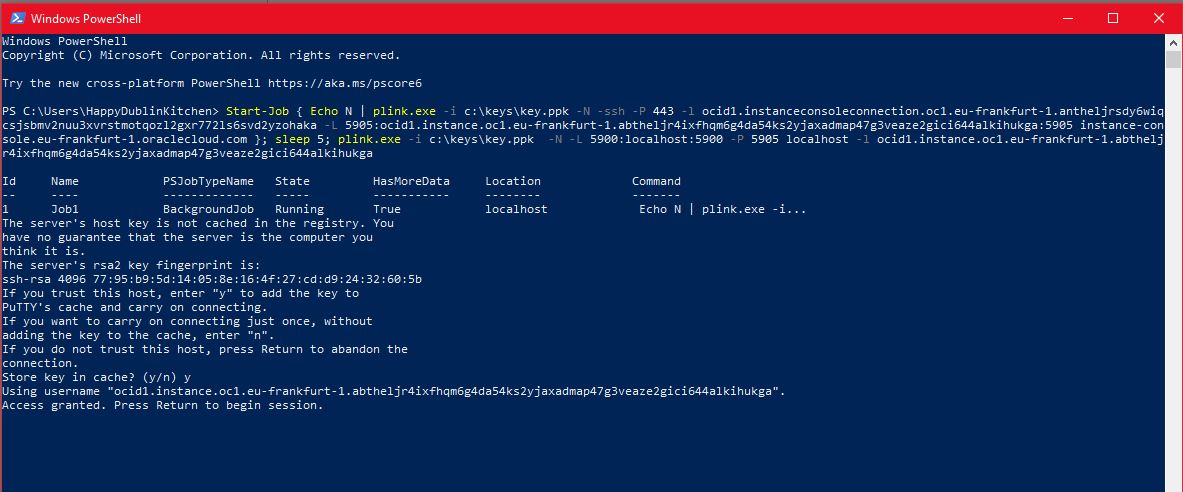 Windows PowerShell
Windows PowerShell
Copyright (C) Microsoft Corporation. All rights reserved.
Try the new cross-platform PowerShell https://aka.ms/pscore6
PS C:\Users\HappyDublinKitchen> Start-Job { Echo N | plink.exe -i c:\keys\key.ppk -N -ssh -P 443 -l ocid1.instanceconsoleconnection.oc1.eu-frankfurt-1.antheljrsdy6wiq
csjsbmv2nuu3xvrstmotqozl2gxr772ls6svd2yzohaka -L 5905:ocid1.instance.oc1.eu-frankfurt-1.abtheljr4ixfhqm6g4da54ks2yjaxadmap47g3veaze2gici644alkihukga:5905 instance-con
sole.eu-frankfurt-1.oraclecloud.com }; sleep 5; plink.exe -i c:\keys\key.ppk  -N -L 5900:localhost:5900 -P 5905 localhost -l ocid1.instance.oc1.eu-frankfurt-1.abthelj
r4ixfhqm6g4da54ks2yjaxadmap47g3veaze2gici644alkihukga
Id     Name            PSJobTypeName   State         HasMoreData     Location             Command
--     ----            -------------   -----         -----------     --------             -------
1      Job1            BackgroundJob   Running       True            localhost             Echo N | plink.exe -i...
The server's host key is not cached in the registry. You
have no guarantee that the server is the computer you
think it is.
The server's rsa2 key fingerprint is:
ssh-rsa 4096 77:95:b9:5d:14:05:8e:16:4f:27:cd:d9:24:32:60:5b
If you trust this host, enter "y" to add the key to
PuTTY's cache and carry on connecting.
If you want to carry on connecting just once, without
adding the key to the cache, enter "n".
If you do not trust this host, press Return to abandon the
connection.
Store key in cache? (y/n) y
Using username "ocid1.instance.oc1.eu-frankfurt-1.abtheljr4ixfhqm6g4da54ks2yjaxadmap47g3veaze2gici644alkihukga".
Access granted. Press Return to begin session.